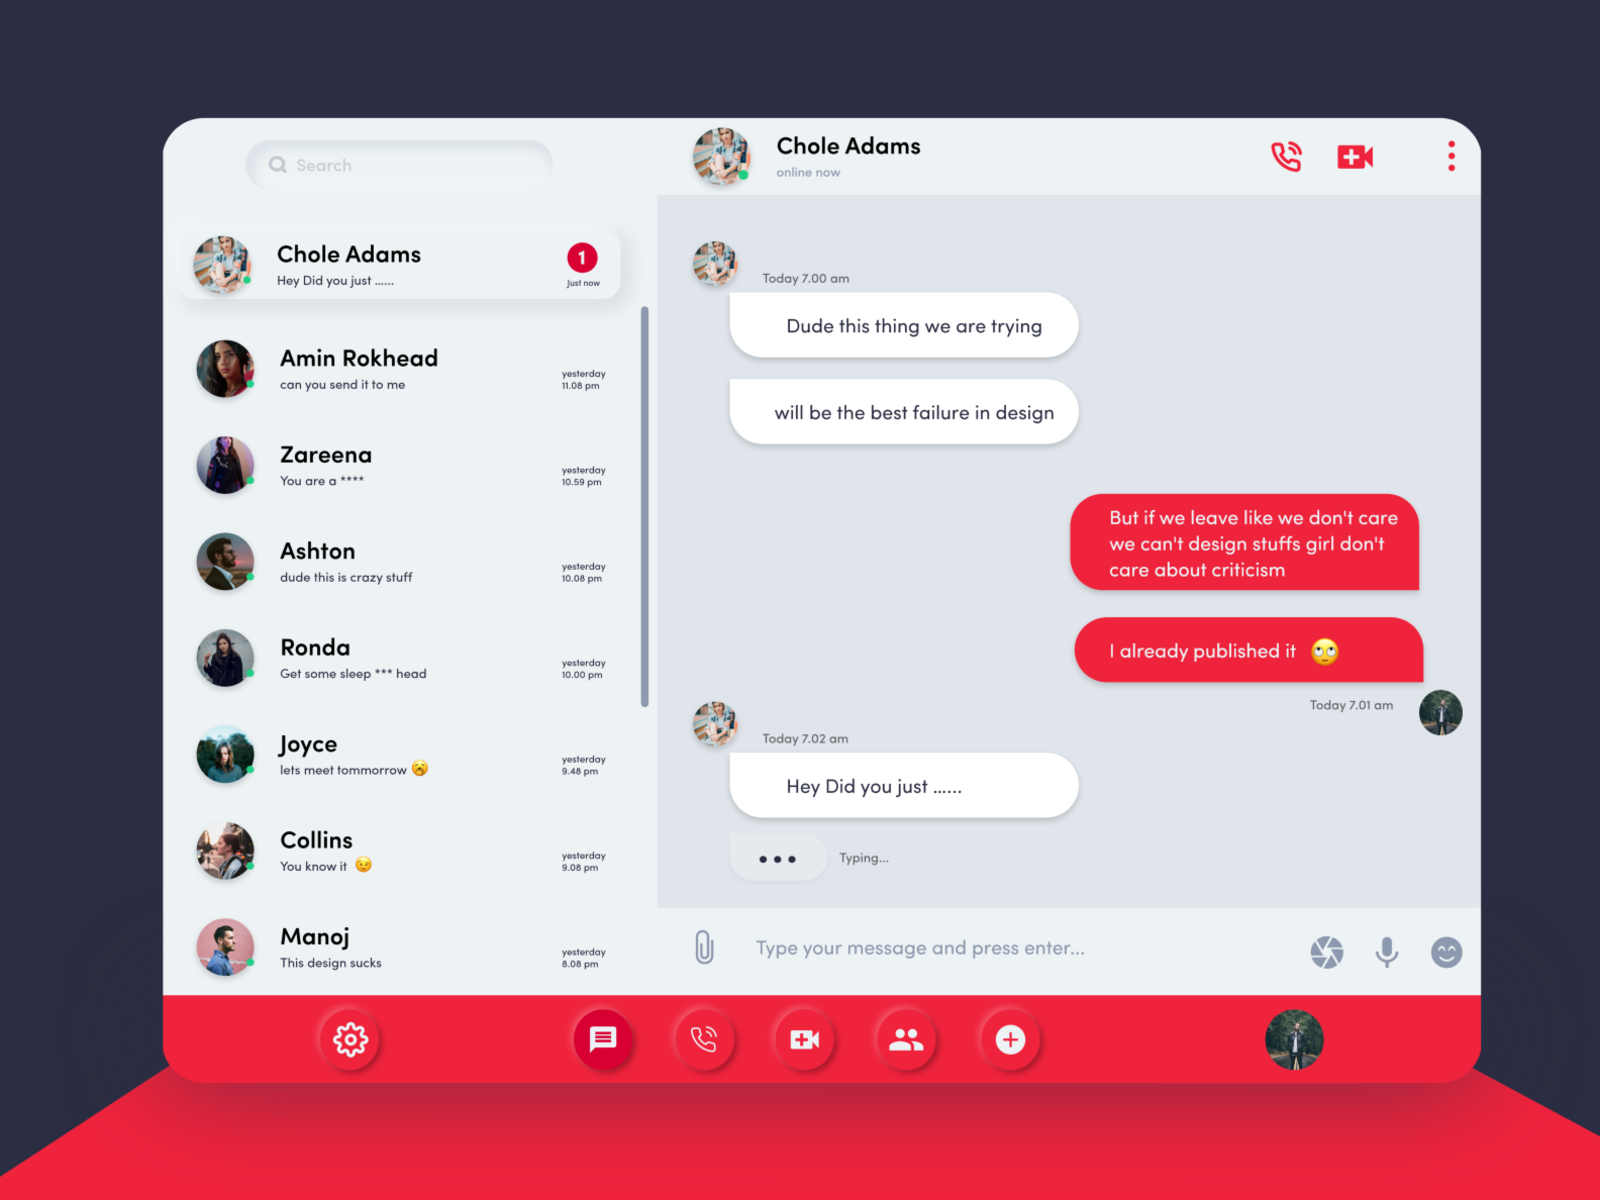 Search
Chole Adams
Hey Did you just ......
1
Just now
Amin Rokhead
can you send it to me
yesterday
11.08 pm
Zareena
You are a ****
yesterday
10.59 pm
Ashton
dude this is crazy stuff
yesterday
10.08 pm
Ronda
Get some sleep *** head
yesterday
10.00 pm
Joyce
lets meet tommorrow 🥱
yesterday
9.48 pm
Collins
You know it 😉
yesterday
9.08 pm
Manoj
This design sucks
yesterday
8.08 pm
Chole Adams
online now
Today 7.00 am
Dude this thing we are trying
will be the best failure in design
But if we leave like we don't care
we can't design stuffs girl don't
care about criticism
I already published it 🙄
Today 7.01 am
Today 7.02 am
Hey Did you just ......
Typing...
Type your message and press enter...